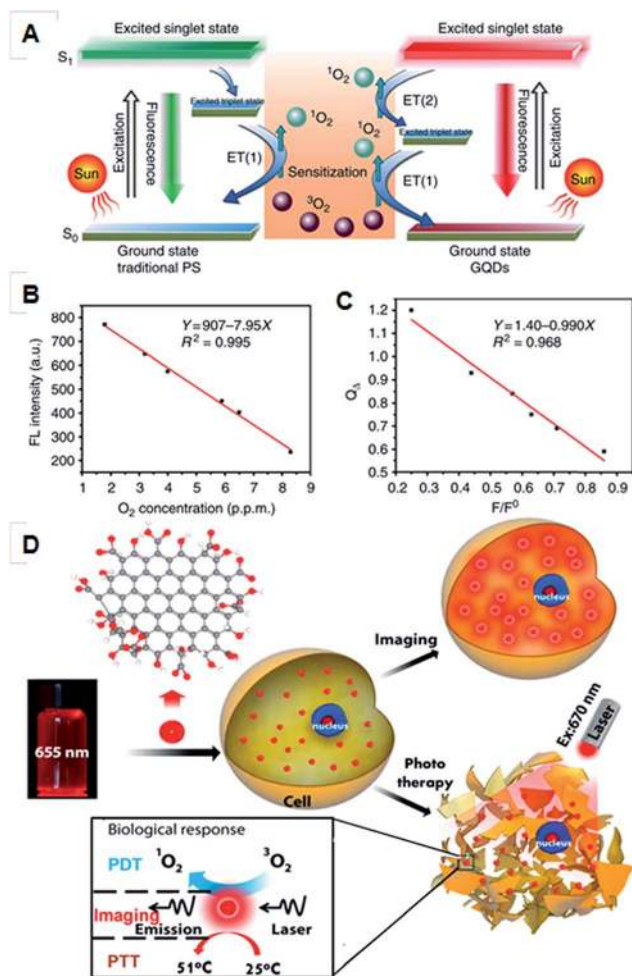 A
Excited singlet state
Excited singlet state
S1
¹O2
¹O2
ET(2)
Excited triplet state
¹O2
Excited triplet state
Excitation
Fluorescence
ET(1)
Sensitization
ET(1)
Fluorescence
Excitation
Sun
³O2
Sun
S0
Ground state
traditional PS
Ground state
GQDs
B
800
700
600
500
400
300
200
FL intensity (a.u.)
Y=907–7.95X
R² = 0.995
1 2 3 4 5 6 7 8 9
O2 concentration (p.p.m.)
C
1.2
1.1
1.0
0.9
0.8
0.7
0.6
0.5
QΔ
Y=1.40–0.990X
R² = 0.968
0.2 0.3 0.4 0.5 0.6 0.7 0.8 0.9
F/F⁰
D
nucleus
Imaging
655 nm
nucleus
Cell
Ex:670 nm
Laser
Photo
therapy
nucleus
Biological response
PDT
¹O2
³O2
Imaging
Emission
Laser
PTT
51ºC
25ºC